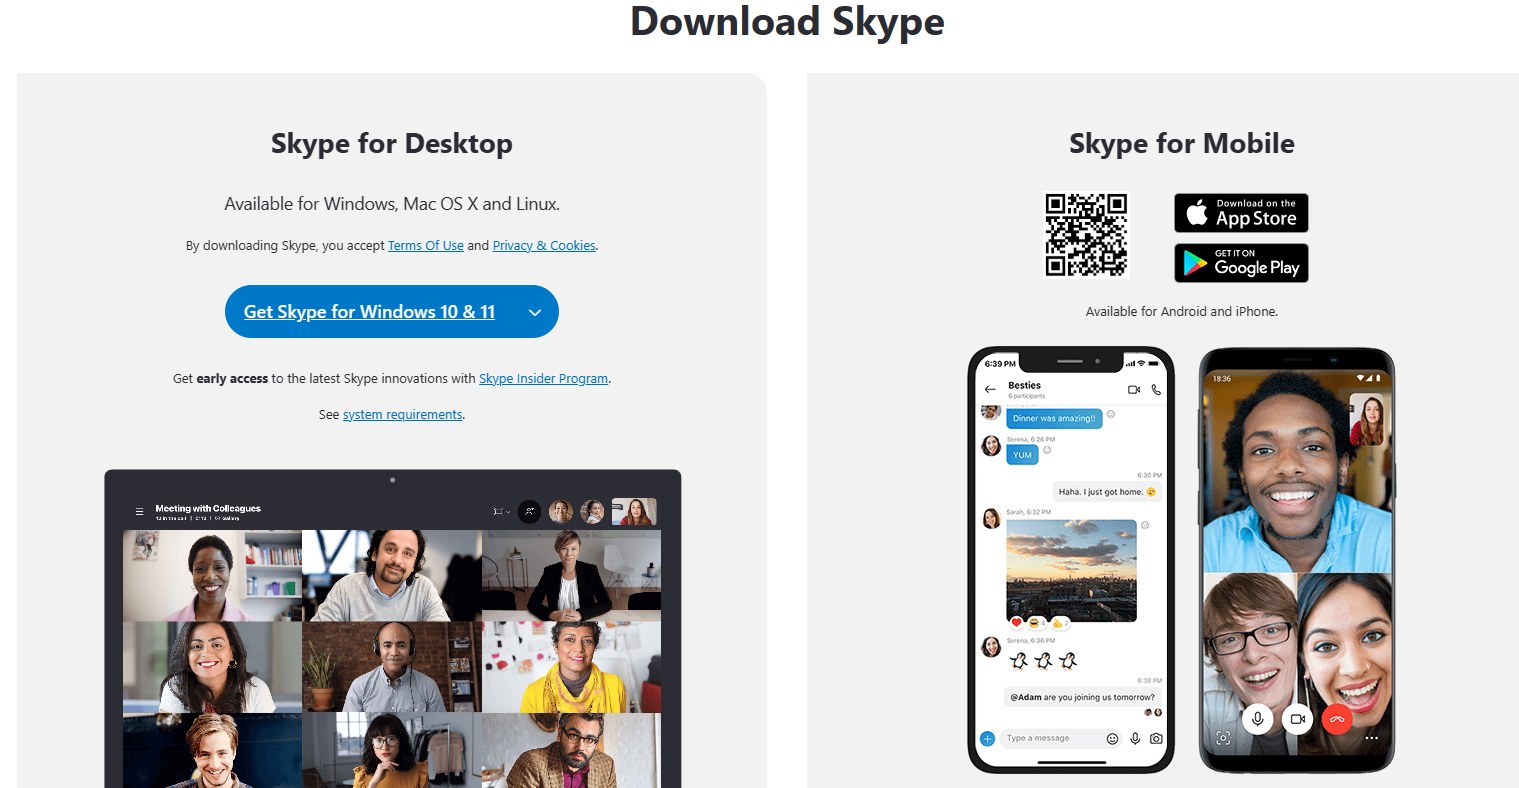 Download Skype
Skype for Desktop
Available for Windows, Mac OS X and Linux.
By downloading Skype, you accept Terms Of Use and Privacy & Cookies.
Get Skype for Windows 10 & 11
Get early access to the latest Skype innovations with Skype Insider Program.
See system requirements.
Meeting with Colleagues
Skype for Mobile
Download on the
App Store
GET IT ON
Google Play
Available for Android and iPhone.
6:39 PM
Besties
6 participants
Dinner was amazing!!
Serena, 6:26 PM
YUM
6:30 PM
Haha. I just got home.
Sarah, 6:32 PM
4
2
Serena, 6:36 PM
6:38 PM
@Adam are you joining us tomorrow?
Type a message
18:36